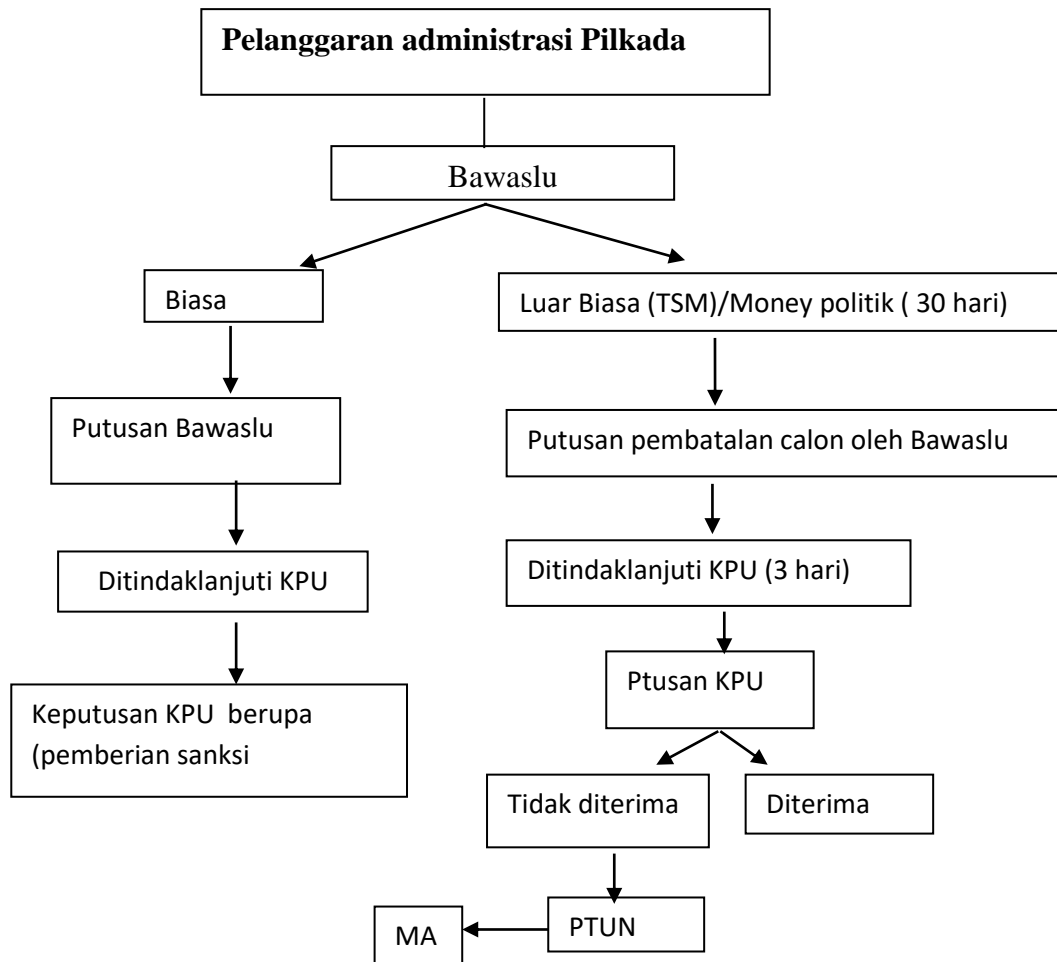 Pelanggaran administrasi Pilkada
Bawaslu
Biasa
Luar Biasa (TSM)/Money politik ( 30 hari)
Putusan Bawaslu
Putusan pembatalan calon oleh Bawaslu
Ditindaklanjuti KPU
Ditindaklanjuti KPU (3 hari)
Keputusan KPU berupa
(pemberian sanksi
Ptusan KPU
Tidak diterima
Diterima
PTUN
MA